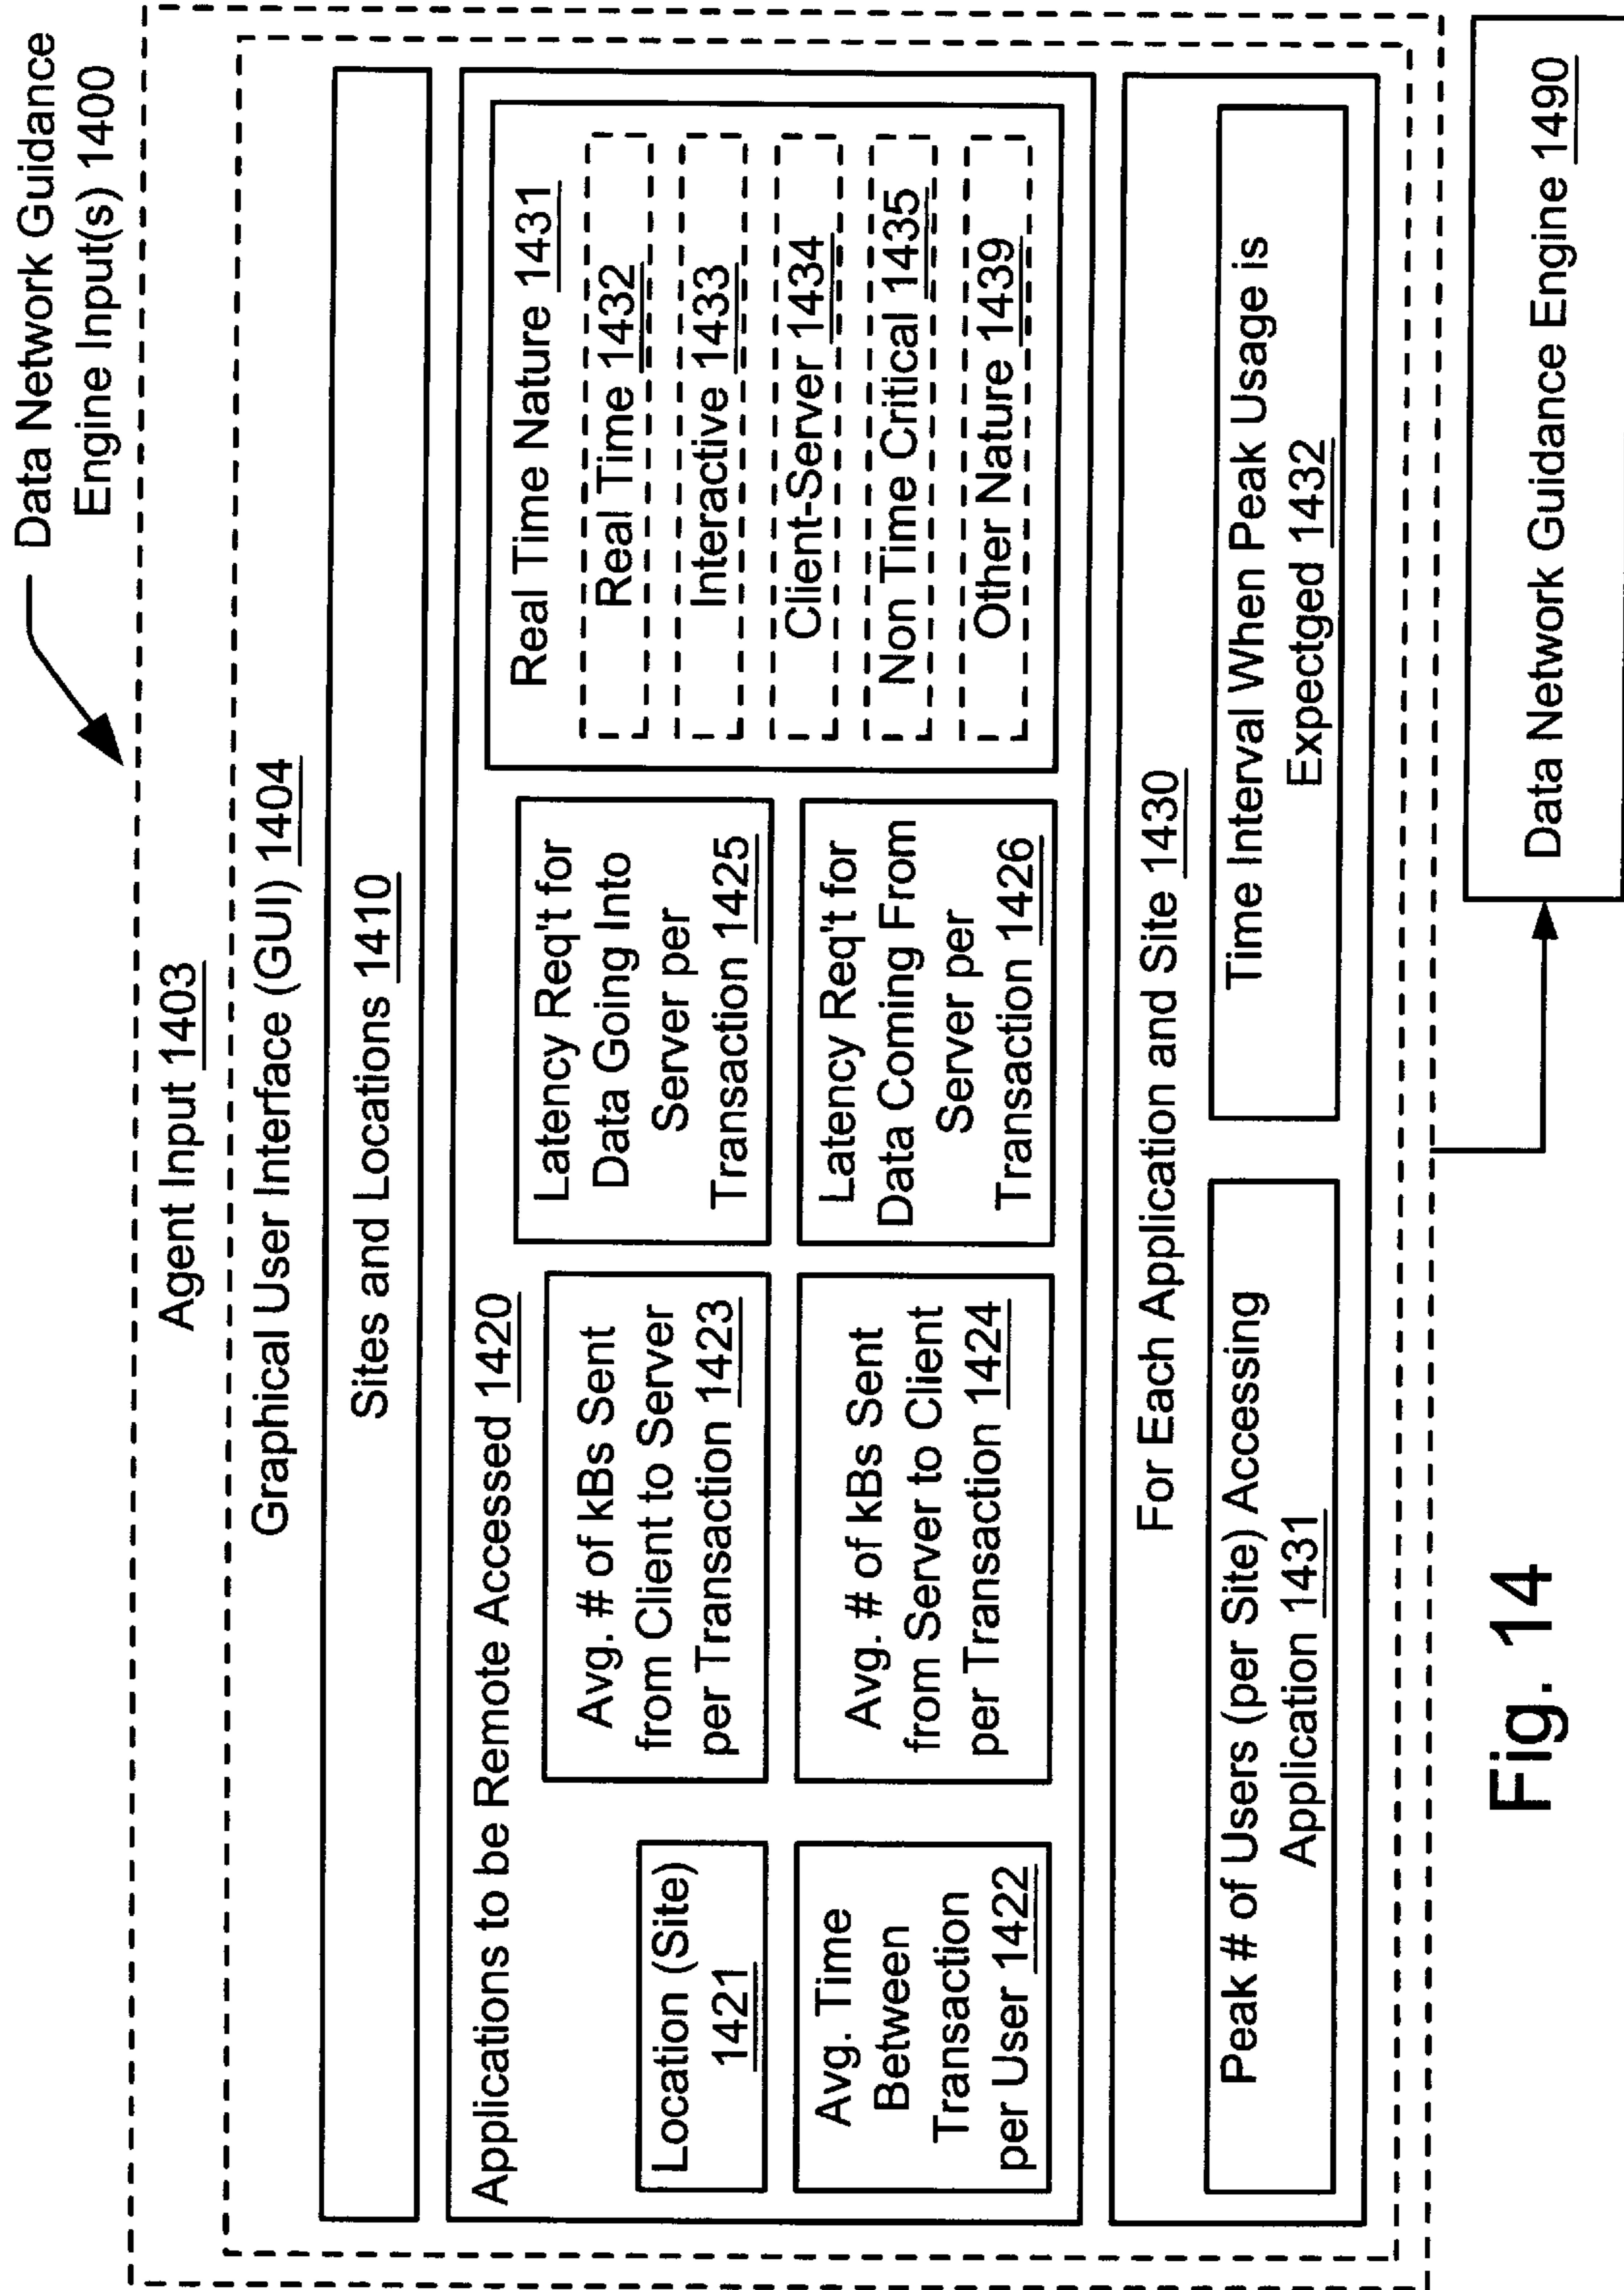 Data Network Guidance
Engine Input(s) 1400
Agent Input 1403
Graphical User Interface (GUI) 1404
Sites and Locations 1410
Applications to be Remote Accessed 1420
Location (Site)
1421
Avg. Time
Between
Transaction
per User 1422
Avg. # of kBs Sent
from Client to Server
per Transaction 1423
Avg. # of kBs Sent
from Server to Client
per Transaction 1424
Latency Req't for
Data Going Into
Server per
Transaction 1425
Latency Req't for
Data Coming From
Server per
Transaction 1426
Real Time Nature 1431
Real Time 1432
Interactive 1433
Client-Server 1434
Non Time Critical 1435
Other Nature 1439
For Each Application and Site 1430
Peak # of Users (per Site) Accessing
Application 1431
Time Interval When Peak Usage is
Expectged 1432
Data Network Guidance Engine 1490
Fig. 14